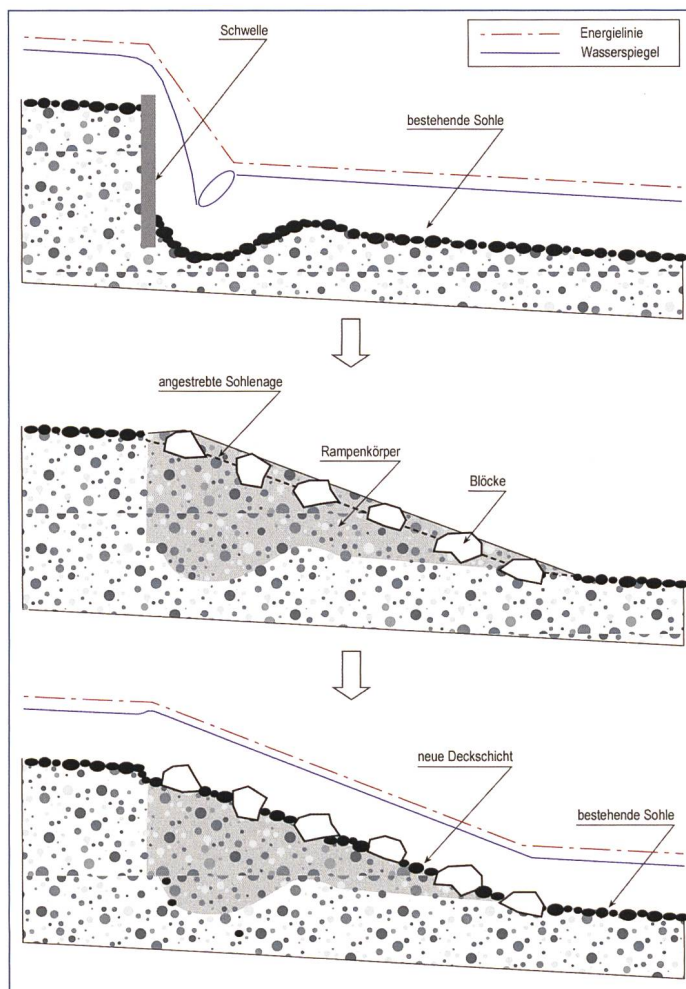 Schwelle
Energielinie
Wasserspiegel
bestehende Sohle
angestrebte Sohlenage
Rampenkörper
Blöcke
neue Deckschicht
bestehende Sohle